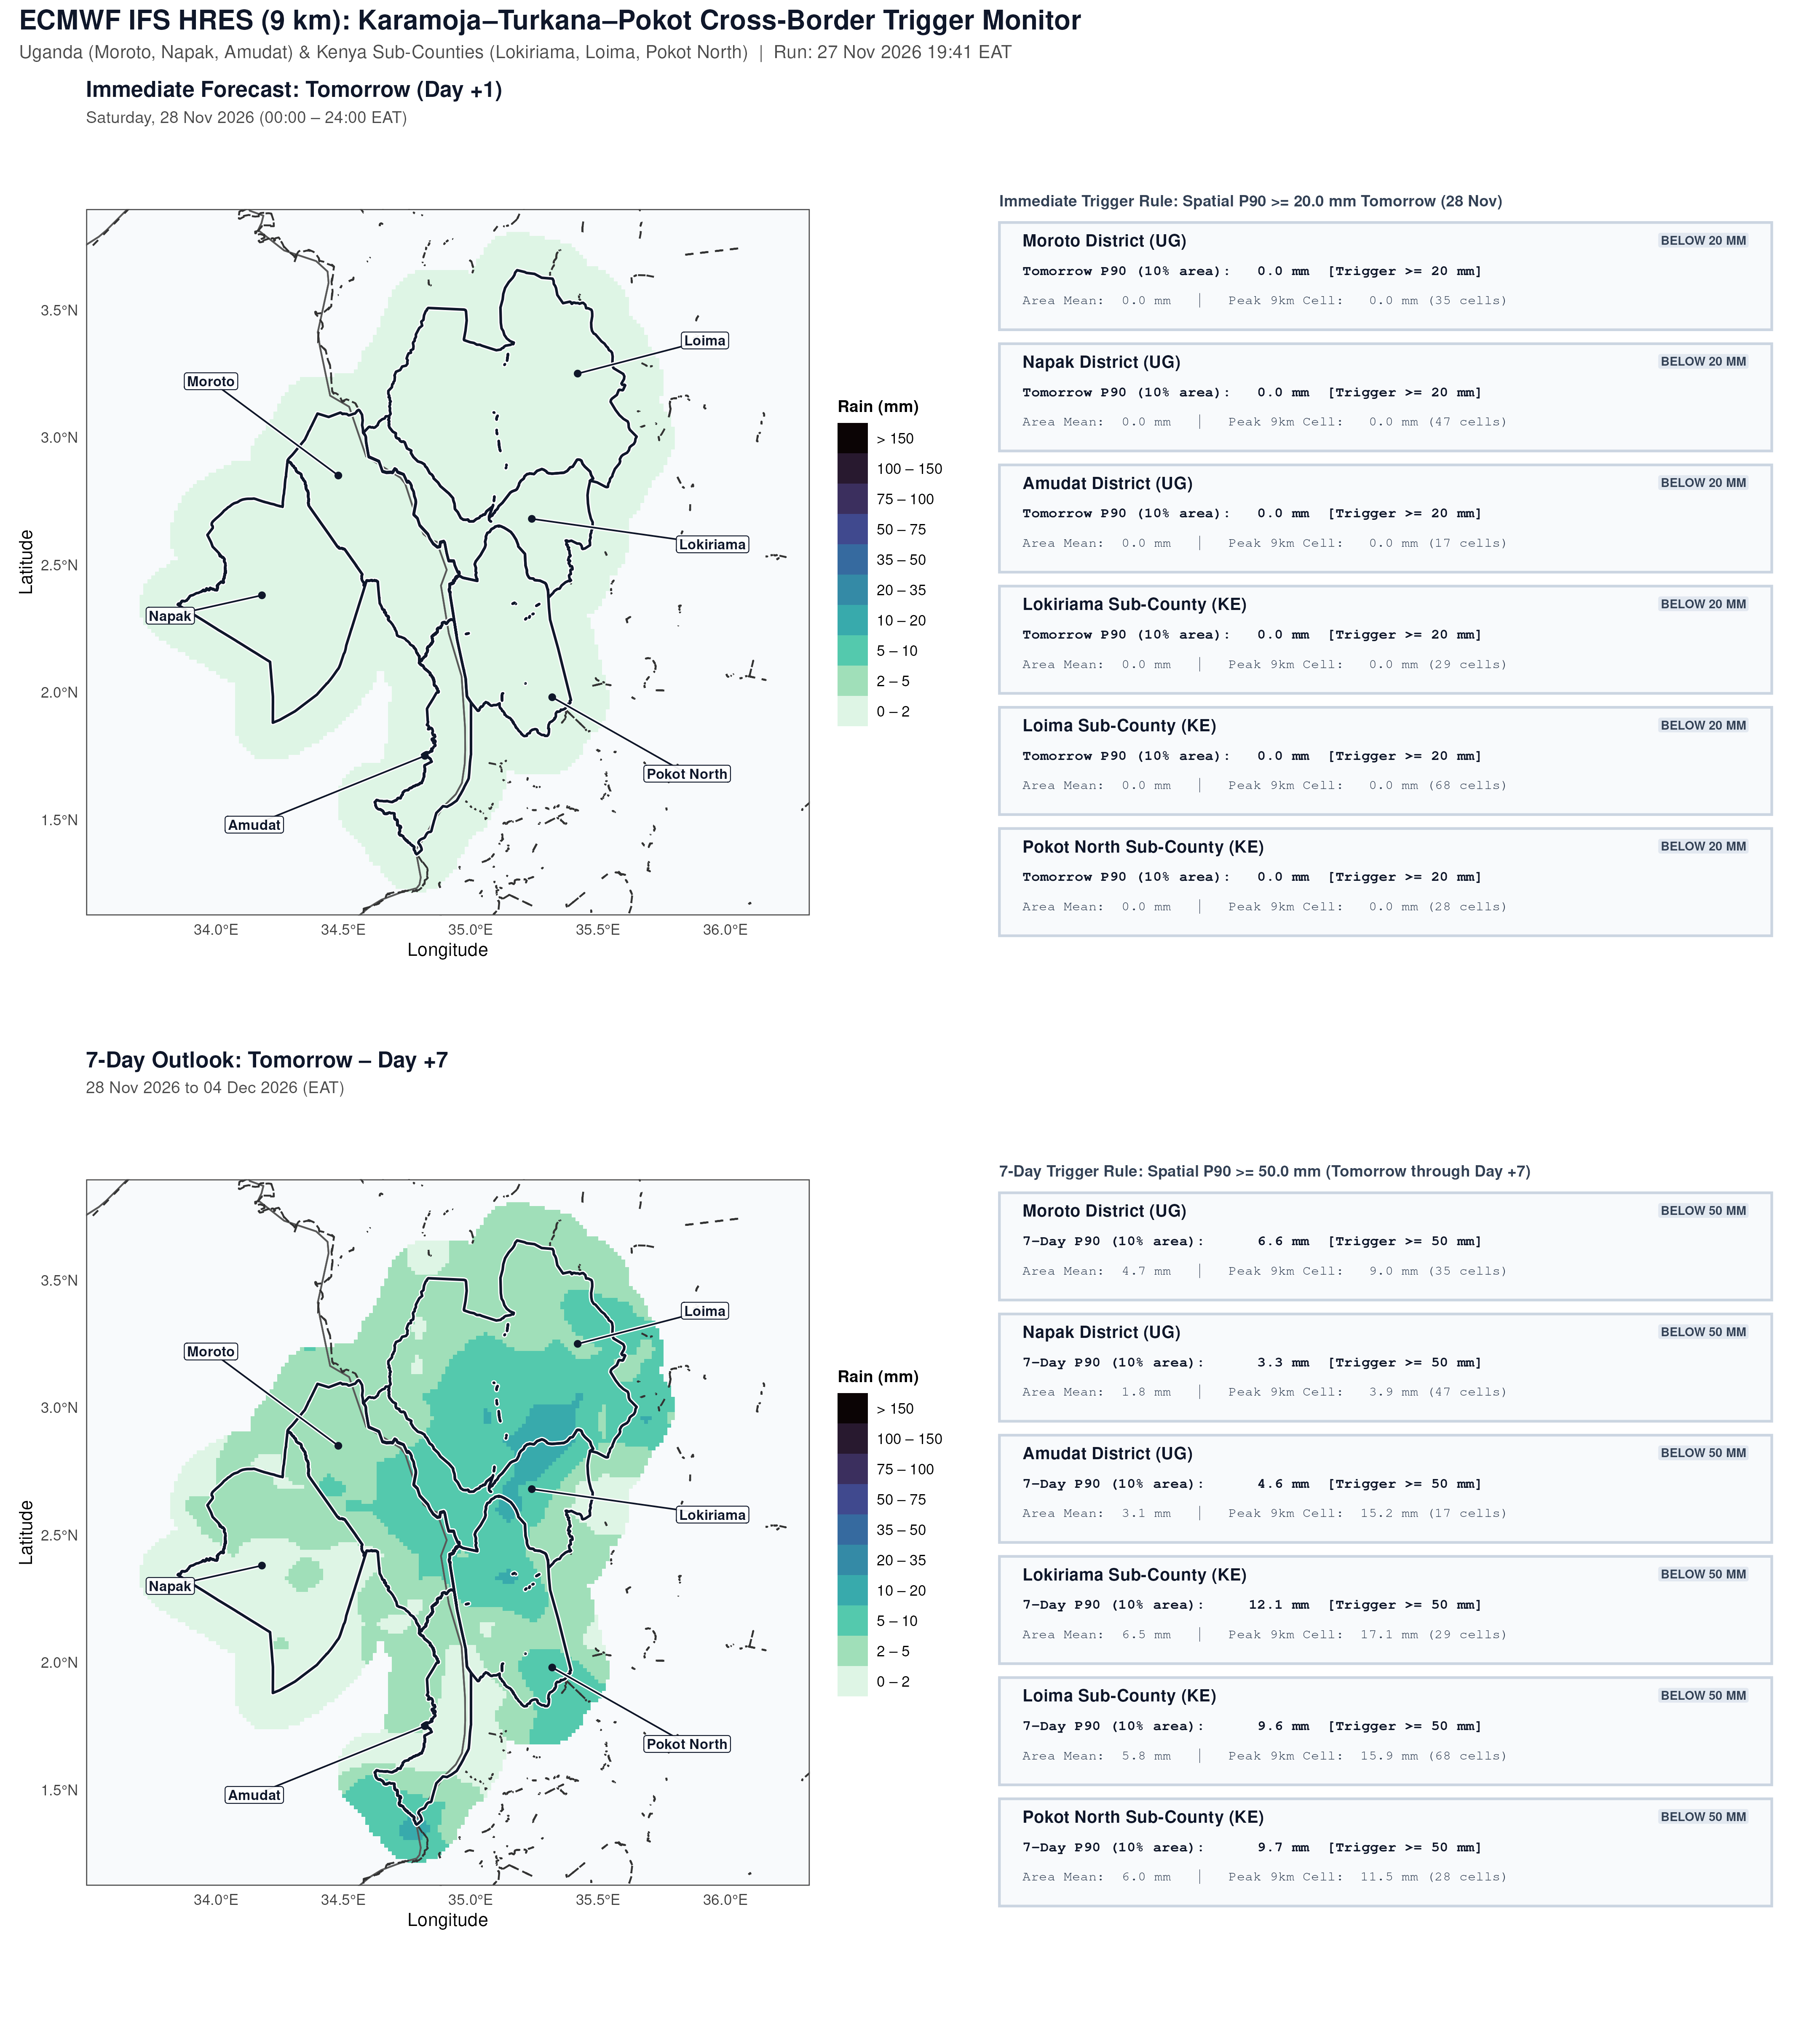 ECMWF IFS HRES (9 km): Karamoja–Turkana–Pokot Cross-Border Trigger Monitor
Uganda (Moroto, Napak, Amudat) & Kenya Sub-Counties (Lokiriama, Loima, Pokot North) | Run: 27 Nov 2026 19:41 EAT
Immediate Forecast: Tomorrow (Day +1)
Saturday, 28 Nov 2026 (00:00 – 24:00 EAT)
Latitude
3.5°N
3.0°N
2.5°N
2.0°N
1.5°N
Loima
Moroto
Lokiriama
Napak
Pokot North
Amudat
34.0°E 34.5°E 35.0°E 35.5°E 36.0°E
Longitude
Rain (mm)
> 150
100 – 150
75 – 100
50 – 75
35 – 50
20 – 35
10 – 20
5 – 10
2 – 5
0 – 2
Immediate Trigger Rule: Spatial P90 >= 20.0 mm Tomorrow (28 Nov)
Moroto District (UG) BELOW 20 MM
Tomorrow P90 (10% area): 0.0 mm [Trigger >= 20 mm]
Area Mean: 0.0 mm | Peak 9km Cell: 0.0 mm (35 cells)
Napak District (UG) BELOW 20 MM
Tomorrow P90 (10% area): 0.0 mm [Trigger >= 20 mm]
Area Mean: 0.0 mm | Peak 9km Cell: 0.0 mm (47 cells)
Amudat District (UG) BELOW 20 MM
Tomorrow P90 (10% area): 0.0 mm [Trigger >= 20 mm]
Area Mean: 0.0 mm | Peak 9km Cell: 0.0 mm (17 cells)
Lokiriama Sub-County (KE) BELOW 20 MM
Tomorrow P90 (10% area): 0.0 mm [Trigger >= 20 mm]
Area Mean: 0.0 mm | Peak 9km Cell: 0.0 mm (29 cells)
Loima Sub-County (KE) BELOW 20 MM
Tomorrow P90 (10% area): 0.0 mm [Trigger >= 20 mm]
Area Mean: 0.0 mm | Peak 9km Cell: 0.0 mm (68 cells)
Pokot North Sub-County (KE) BELOW 20 MM
Tomorrow P90 (10% area): 0.0 mm [Trigger >= 20 mm]
Area Mean: 0.0 mm | Peak 9km Cell: 0.0 mm (28 cells)
7-Day Outlook: Tomorrow – Day +7
28 Nov 2026 to 04 Dec 2026 (EAT)
Latitude
3.5°N
3.0°N
2.5°N
2.0°N
1.5°N
Loima
Moroto
Lokiriama
Napak
Pokot North
Amudat
34.0°E 34.5°E 35.0°E 35.5°E 36.0°E
Longitude
Rain (mm)
> 150
100 – 150
75 – 100
50 – 75
35 – 50
20 – 35
10 – 20
5 – 10
2 – 5
0 – 2
7-Day Trigger Rule: Spatial P90 >= 50.0 mm (Tomorrow through Day +7)
Moroto District (UG) BELOW 50 MM
7-Day P90 (10% area): 6.6 mm [Trigger >= 50 mm]
Area Mean: 4.7 mm | Peak 9km Cell: 9.0 mm (35 cells)
Napak District (UG) BELOW 50 MM
7-Day P90 (10% area): 3.3 mm [Trigger >= 50 mm]
Area Mean: 1.8 mm | Peak 9km Cell: 3.9 mm (47 cells)
Amudat District (UG) BELOW 50 MM
7-Day P90 (10% area): 4.6 mm [Trigger >= 50 mm]
Area Mean: 3.1 mm | Peak 9km Cell: 15.2 mm (17 cells)
Lokiriama Sub-County (KE) BELOW 50 MM
7-Day P90 (10% area): 12.1 mm [Trigger >= 50 mm]
Area Mean: 6.5 mm | Peak 9km Cell: 17.1 mm (29 cells)
Loima Sub-County (KE) BELOW 50 MM
7-Day P90 (10% area): 9.6 mm [Trigger >= 50 mm]
Area Mean: 5.8 mm | Peak 9km Cell: 15.9 mm (68 cells)
Pokot North Sub-County (KE) BELOW 50 MM
7-Day P90 (10% area): 9.7 mm [Trigger >= 50 mm]
Area Mean: 6.0 mm | Peak 9km Cell: 11.5 mm (28 cells)